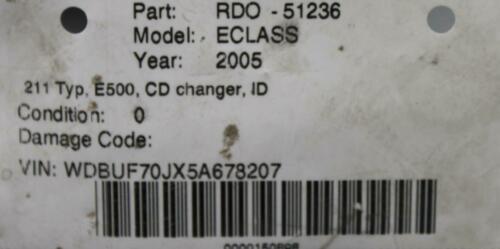 Part: RDO - 51236
Model: ECLASS
Year: 2005
211 Typ, E500, CD changer, ID
Condition: 0
Damage Code:
VIN: WDBUF70JX5A678207